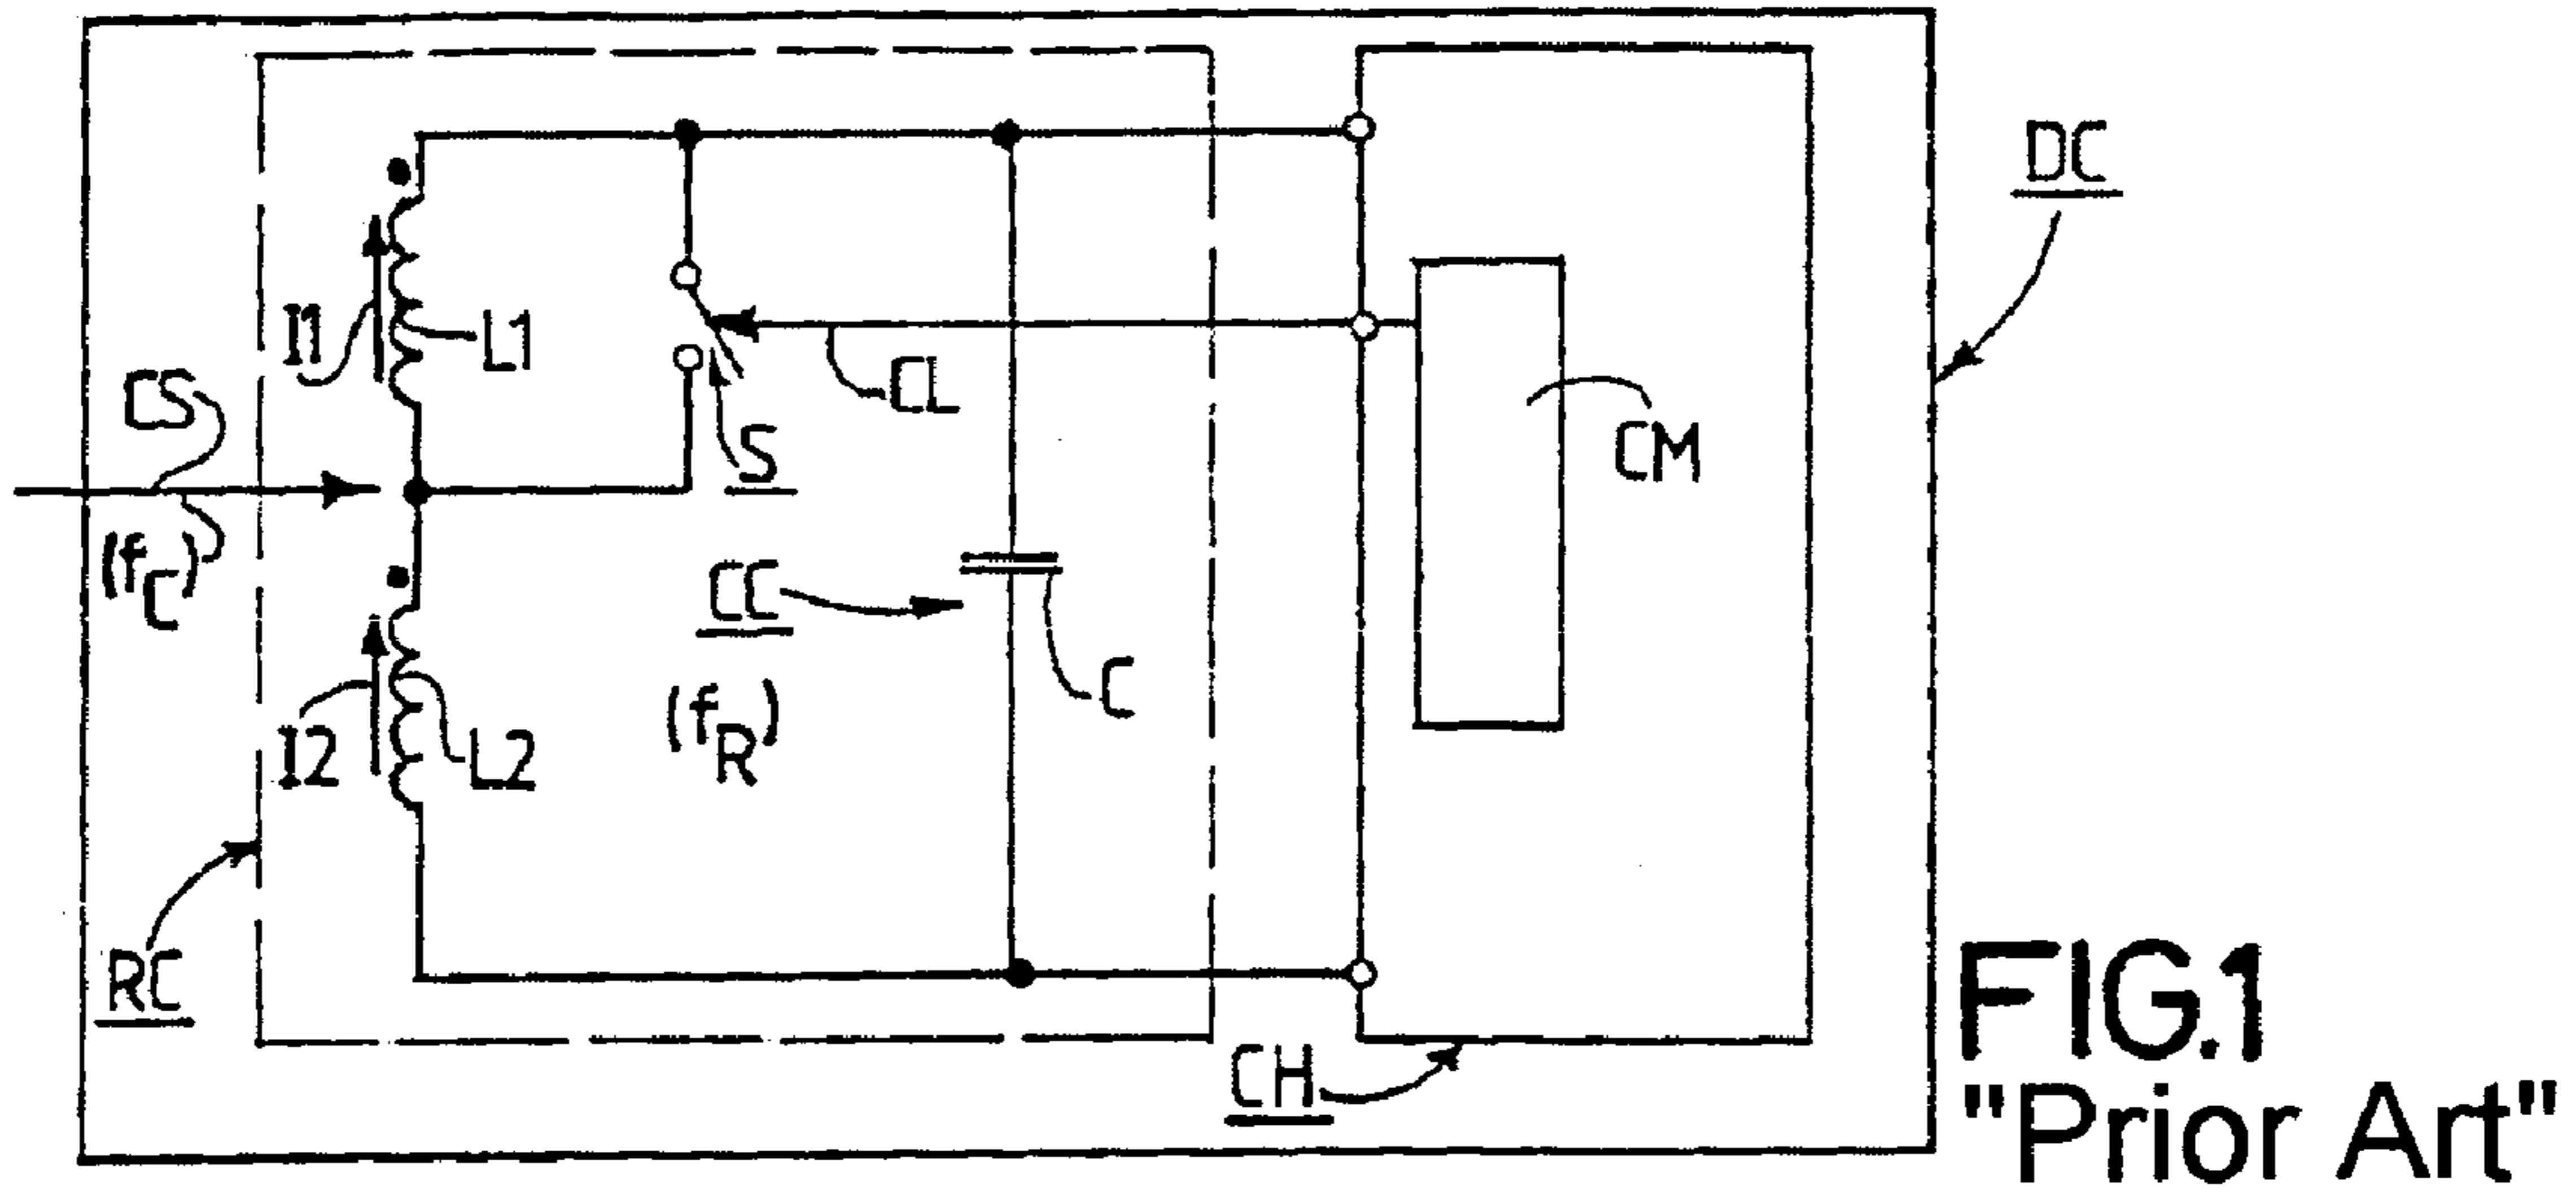 DC
I1
L1
CS
CL
S
CM
(fC)
CC
C
(fR)
I2
L2
RC
CH
FIG.1
"Prior Art"